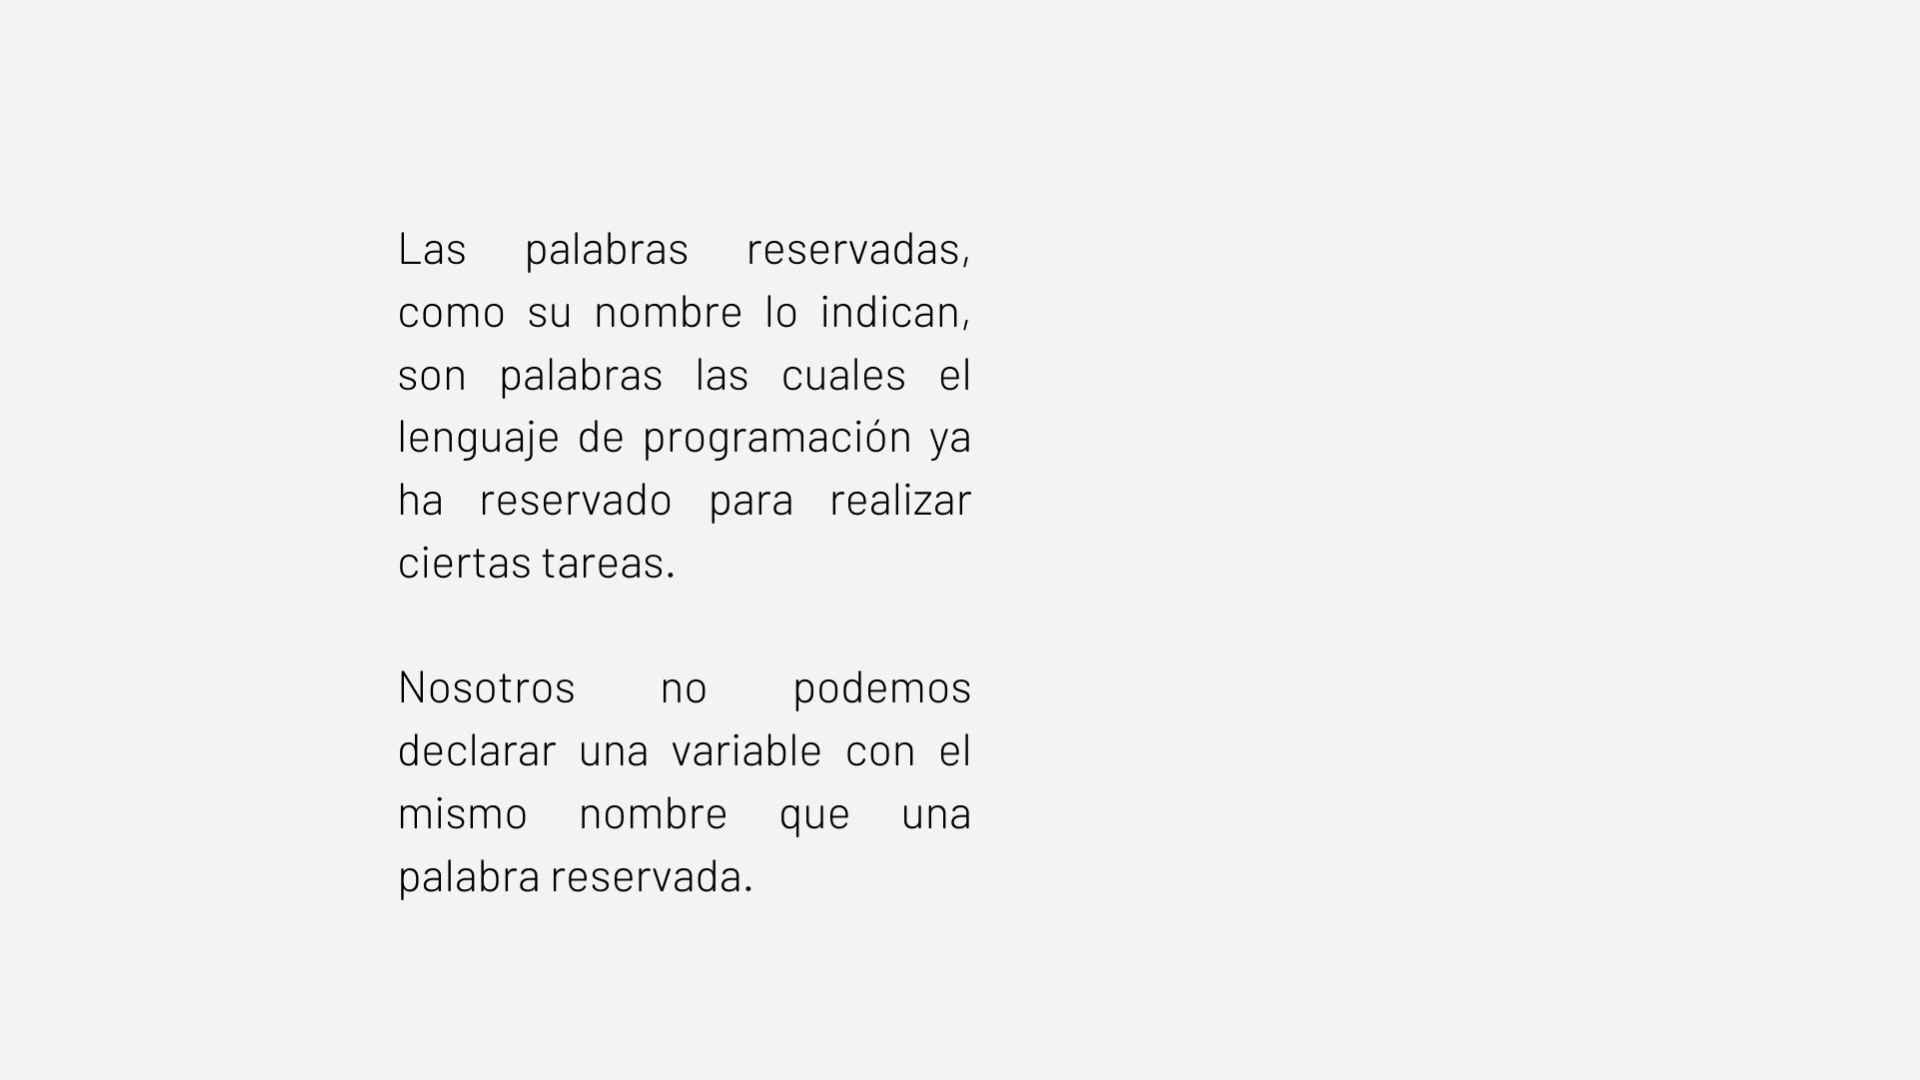 Las palabras reservadas,
como su nombre lo indican,
son palabras las cuales el
lenguaje de programación ya
ha reservado para realizar
ciertas tareas.
Nosotros no podemos
declarar una variable con el
mismo nombre que una
palabra reservada.